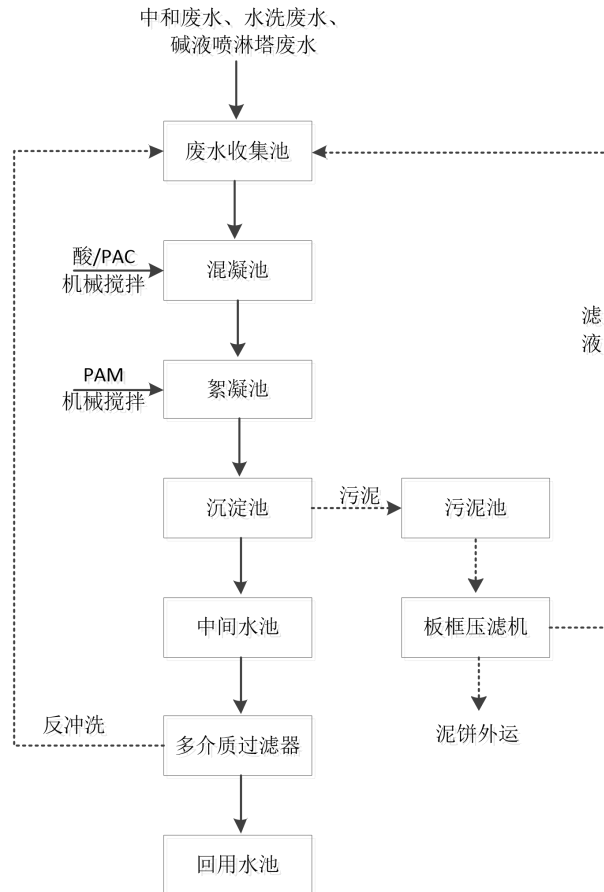 中和废水、水洗废水、
碱液喷淋塔废水
废水收集池
酸/PAC
机械搅拌
混凝池
滤
液
PAM
机械搅拌
絮凝池
沉淀池
污泥
污泥池
中间水池
板框压滤机
反冲洗
多介质过滤器
泥饼外运
回用水池